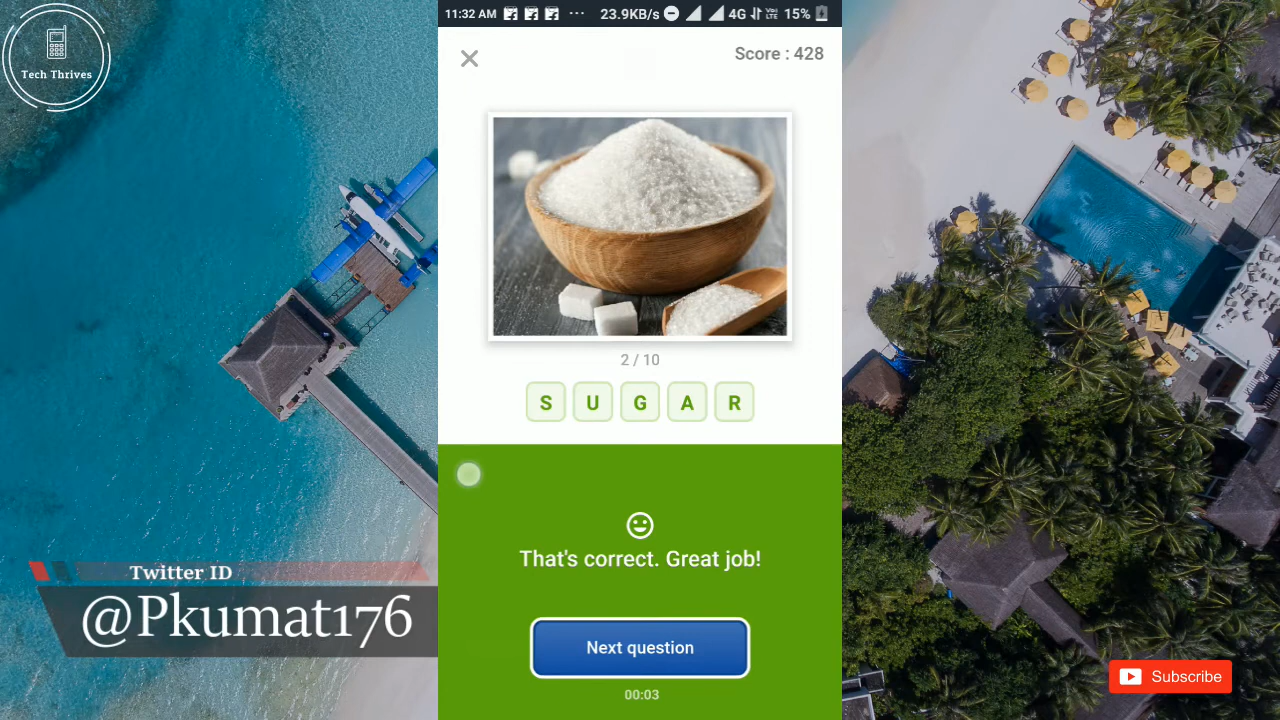 Tech Thrives
11:32 AM ... 23.9KB/s 4G VoLTE 15%
Score : 428
2 / 10
S U G A R
That's correct. Great job!
Next question
00:03
Twitter ID
@Pkumat176
Subscribe